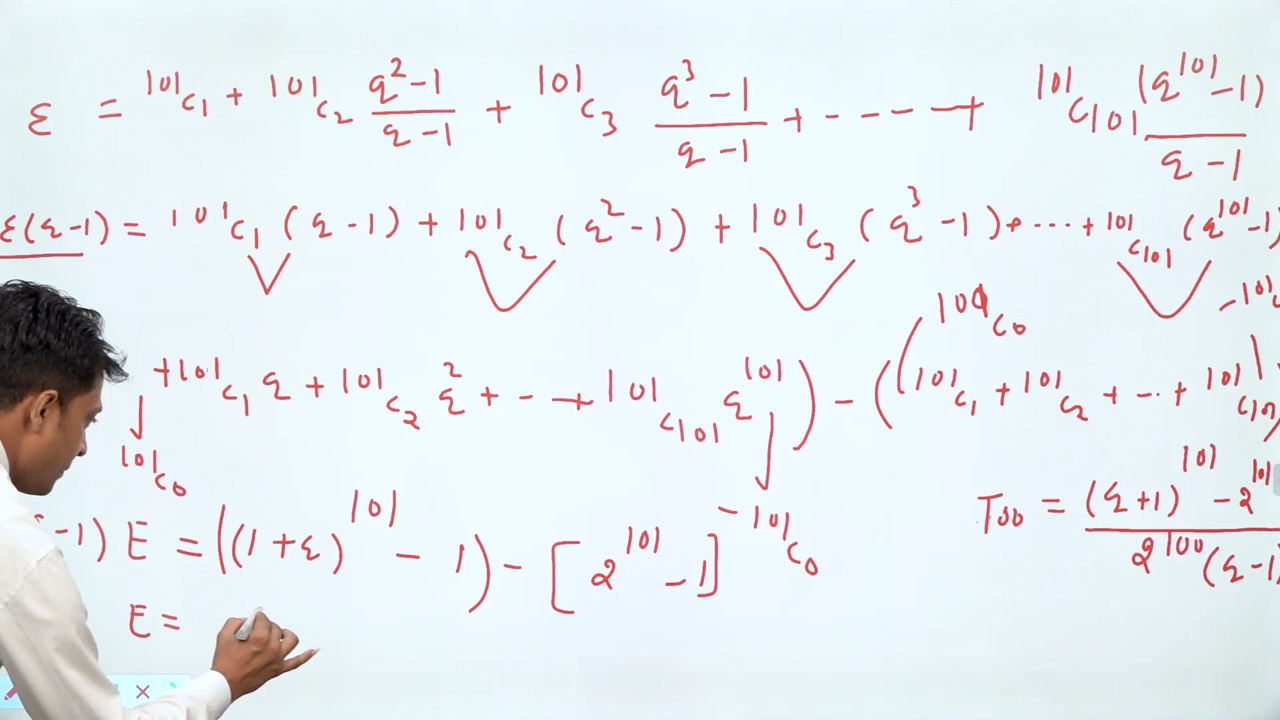 ε = ¹⁰¹C₁ + ¹⁰¹C₂ (q²-1)/(q-1) + ¹⁰¹C₃ (q³-1)/(q-1) + ---- + ¹⁰¹C₁₀₁ (q¹⁰¹-1)/(q-1)
ε(q-1) = ¹⁰¹C₁ (q-1) + ¹⁰¹C₂ (q²-1) + ¹⁰¹C₃ (q³-1) + ... + ¹⁰¹C₁₀₁ (q¹⁰¹-1)
+ ¹⁰¹C₁ q + ¹⁰¹C₂ q² + - - + ¹⁰¹C₁₀₁ q¹⁰¹) - (¹⁰¹C₁ + ¹⁰¹C₂ + -- + ¹⁰¹C₁₀₁
¹⁰¹C₀
-1) E = ((1+q)¹⁰¹ - 1) - [2¹⁰¹ - 1] - ¹⁰¹C₀
E =
T₁₀₀ = ((q+1)¹⁰¹ - 2¹⁰¹)/(2¹⁰⁰(q-1)